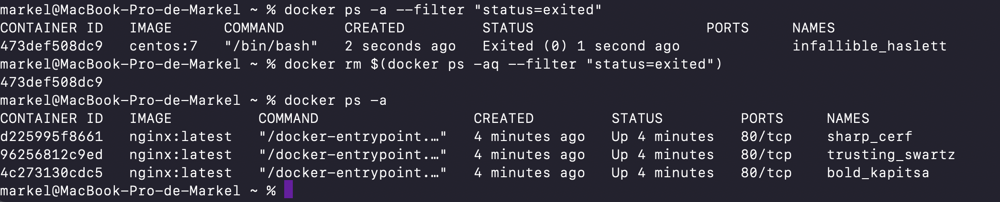 markel@MacBook-Pro-de-Markel ~ % docker ps -a --filter "status=exited"
CONTAINER ID   IMAGE      COMMAND       CREATED         STATUS                    PORTS     NAMES
473def508dc9   centos:7   "/bin/bash"   2 seconds ago   Exited (0) 1 second ago             infallible_haslett
markel@MacBook-Pro-de-Markel ~ % docker rm $(docker ps -aq --filter "status=exited")
473def508dc9
markel@MacBook-Pro-de-Markel ~ % docker ps -a
CONTAINER ID   IMAGE          COMMAND                  CREATED         STATUS         PORTS     NAMES
d225995f8661   nginx:latest   "/docker-entrypoint.…"   4 minutes ago   Up 4 minutes   80/tcp    sharp_cerf
96256812c9ed   nginx:latest   "/docker-entrypoint.…"   4 minutes ago   Up 4 minutes   80/tcp    trusting_swartz
4c273130cdc5   nginx:latest   "/docker-entrypoint.…"   4 minutes ago   Up 4 minutes   80/tcp    bold_kapitsa
markel@MacBook-Pro-de-Markel ~ %